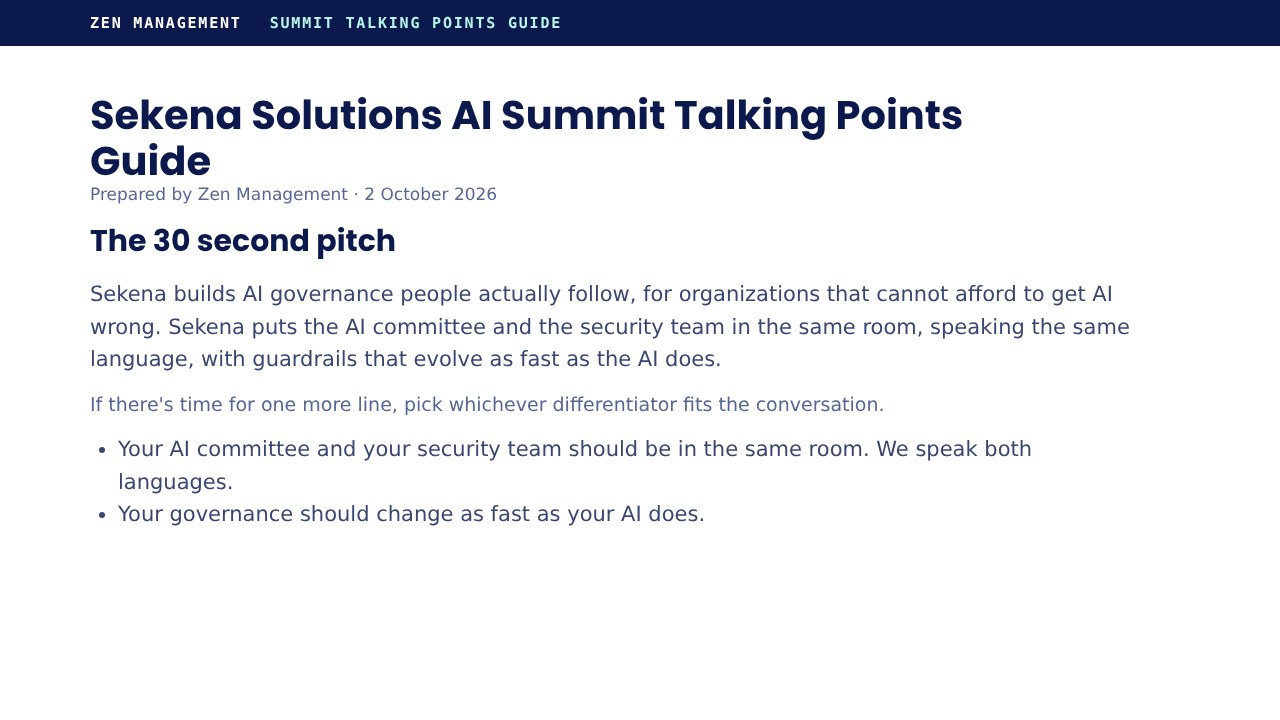 ZEN MANAGEMENT SUMMIT TALKING POINTS GUIDE
Sekena Solutions AI Summit Talking Points
Guide
Prepared by Zen Management · 2 October 2026
The 30 second pitch
Sekena builds AI governance people actually follow, for organizations that cannot afford to get AI
wrong. Sekena puts the AI committee and the security team in the same room, speaking the same
language, with guardrails that evolve as fast as the AI does.
If there's time for one more line, pick whichever differentiator fits the conversation.
• Your AI committee and your security team should be in the same room. We speak both
languages.
• Your governance should change as fast as your AI does.